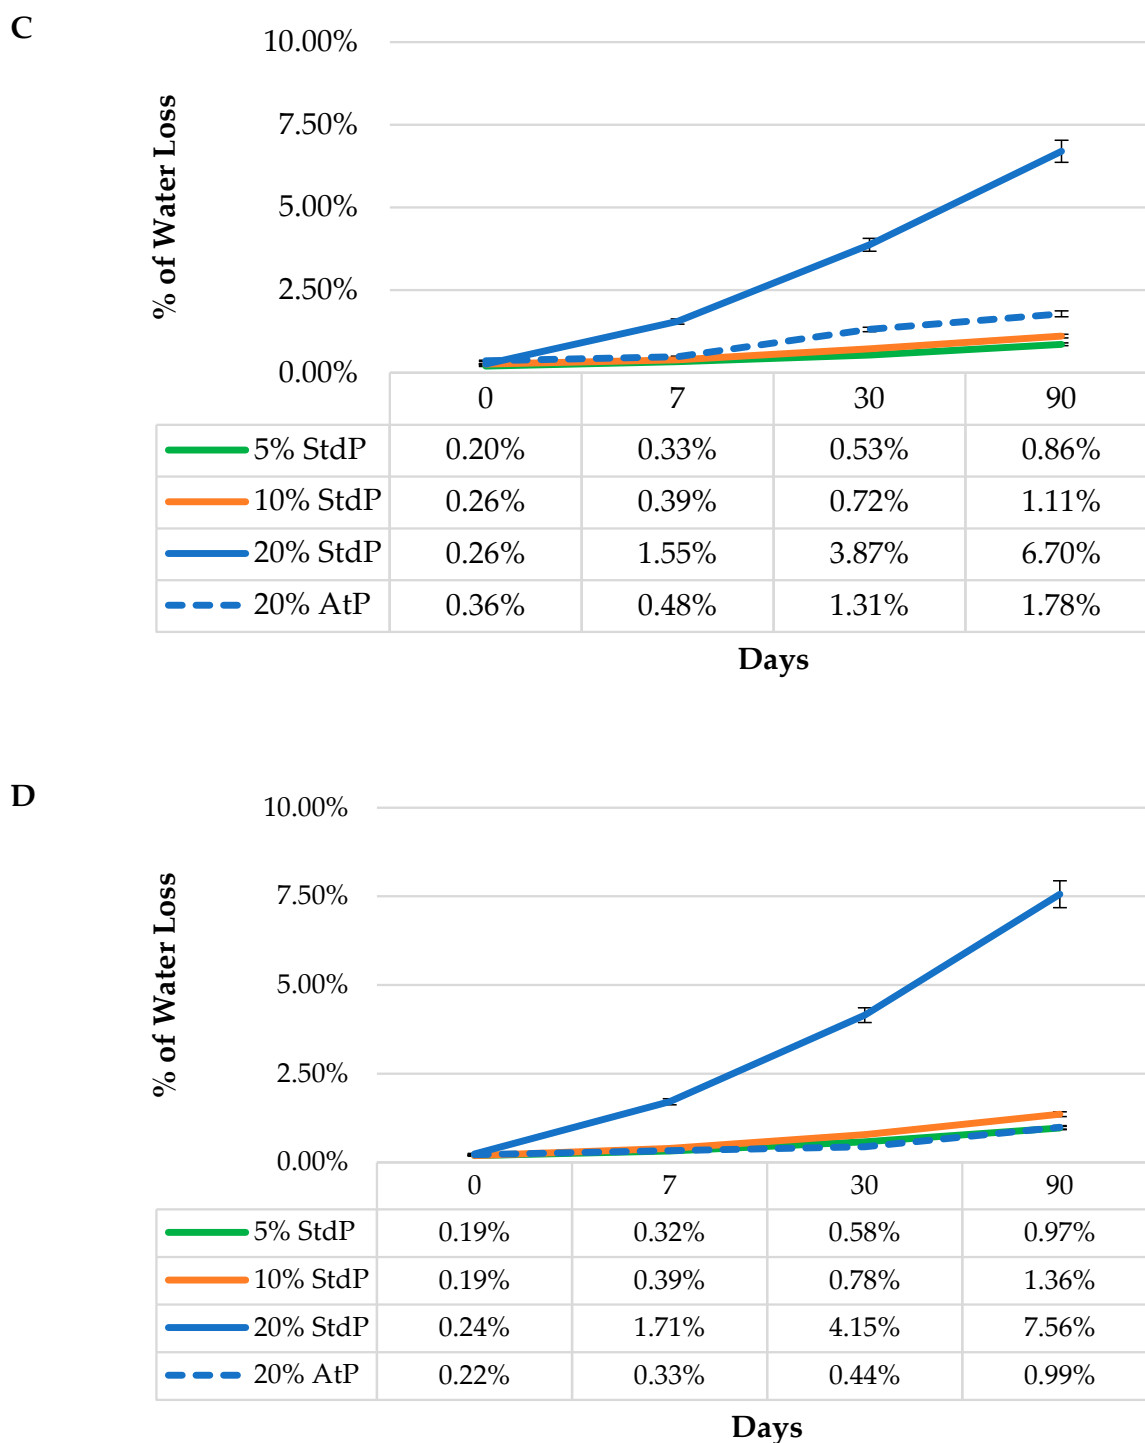 C
% of Water Loss
10.00%
7.50%
5.00%
2.50%
0.00%
0 7 30 90
5% StdP 0.20% 0.33% 0.53% 0.86%
10% StdP 0.26% 0.39% 0.72% 1.11%
20% StdP 0.26% 1.55% 3.87% 6.70%
20% AtP 0.36% 0.48% 1.31% 1.78%
Days
D
% of Water Loss
10.00%
7.50%
5.00%
2.50%
0.00%
0 7 30 90
5% StdP 0.19% 0.32% 0.58% 0.97%
10% StdP 0.19% 0.39% 0.78% 1.36%
20% StdP 0.24% 1.71% 4.15% 7.56%
20% AtP 0.22% 0.33% 0.44% 0.99%
Days